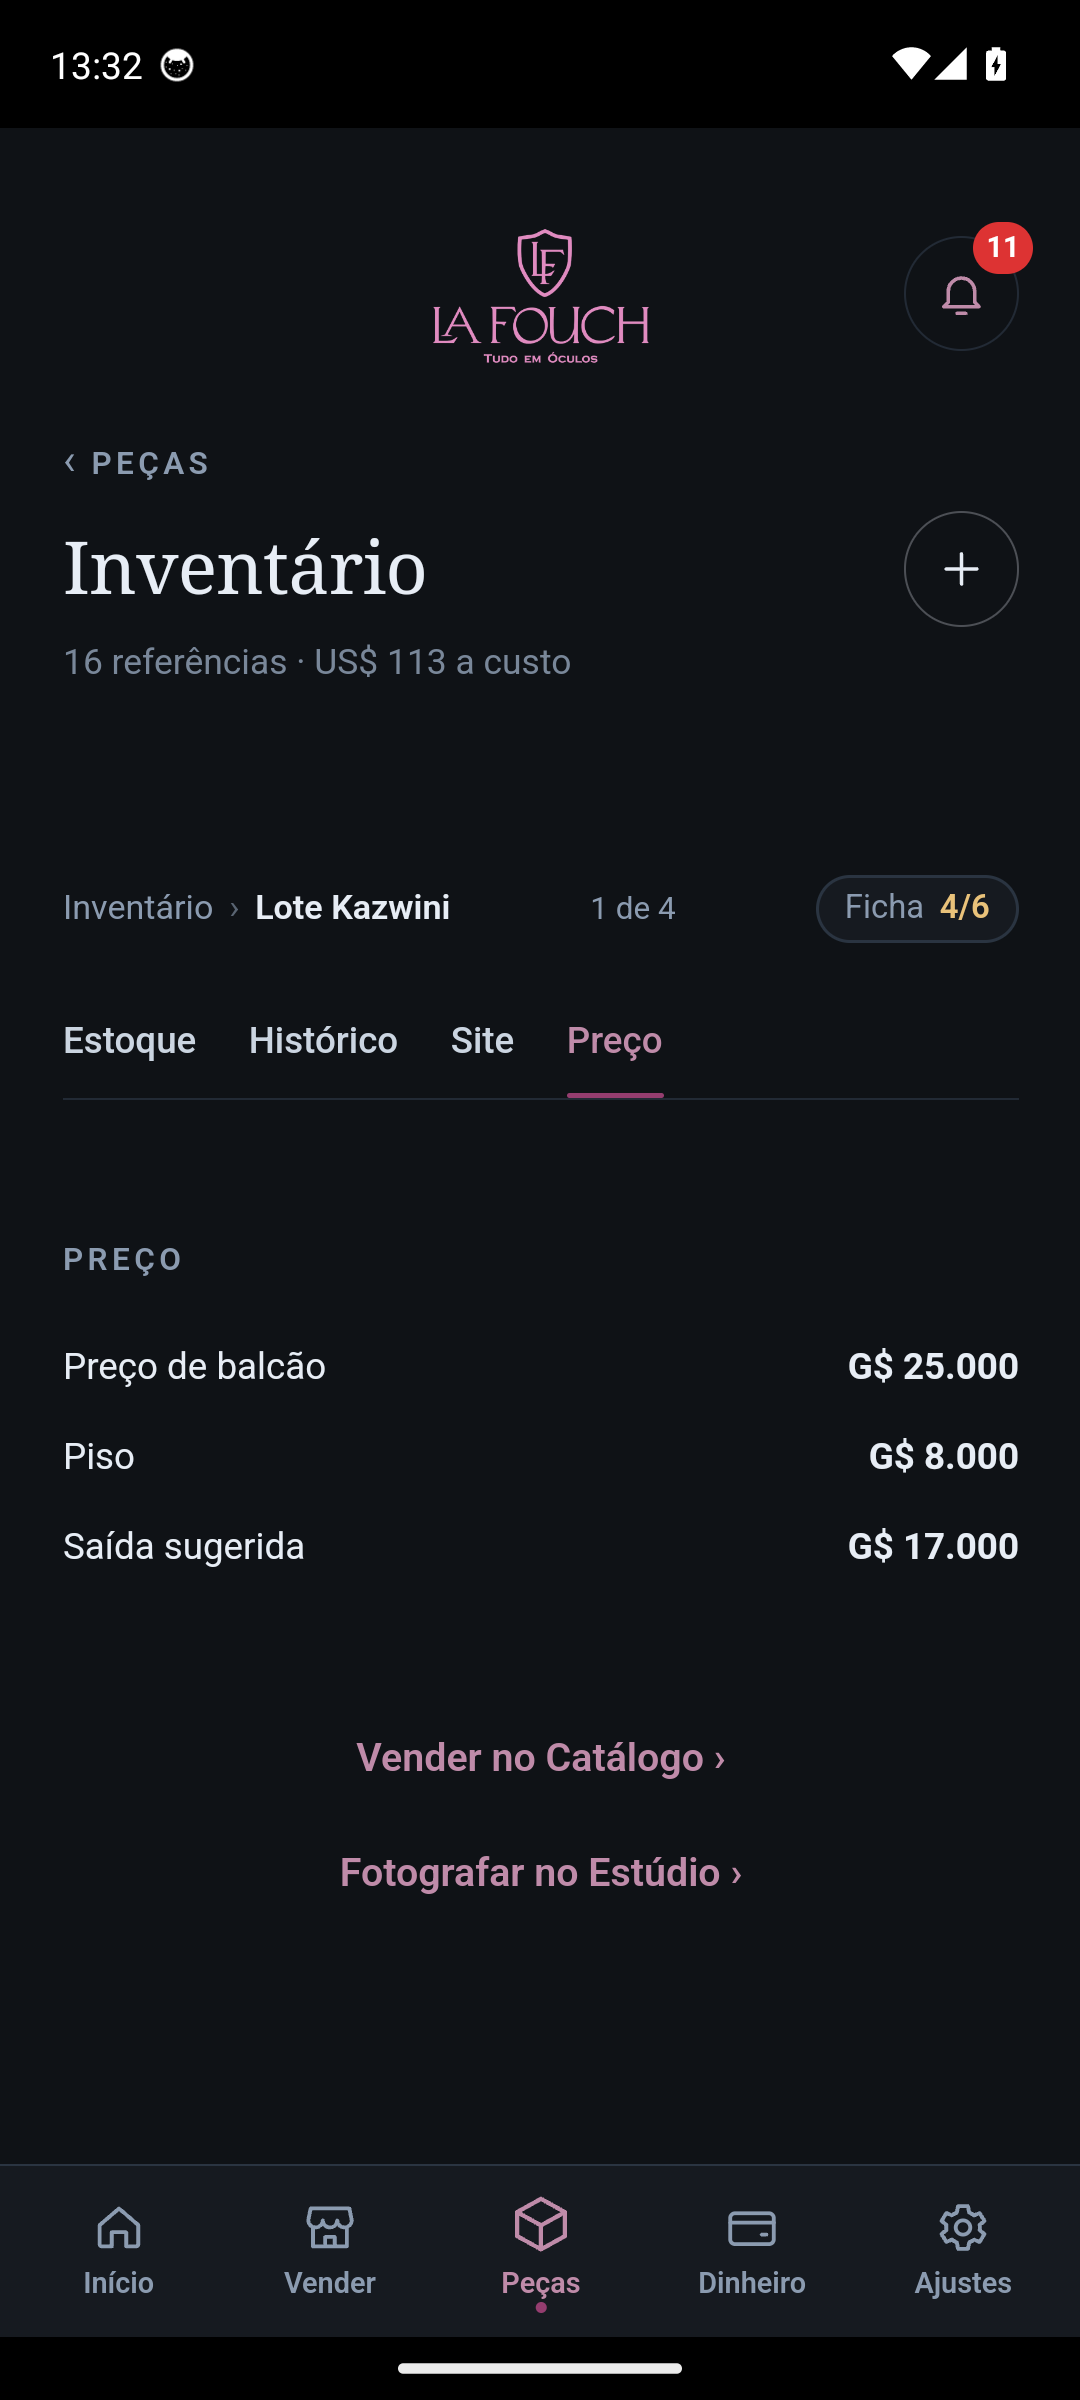 13:32
11
LF
LA FOUCH
Tudo em Óculos
‹ PEÇAS
Inventário
16 referências · US$ 113 a custo
Inventário › Lote Kazwini 1 de 4 Ficha 4/6
Estoque Histórico Site Preço
PREÇO
Preço de balcão G$ 25.000
Piso G$ 8.000
Saída sugerida G$ 17.000
Vender no Catálogo ›
Fotografar no Estúdio ›
Início Vender Peças Dinheiro Ajustes